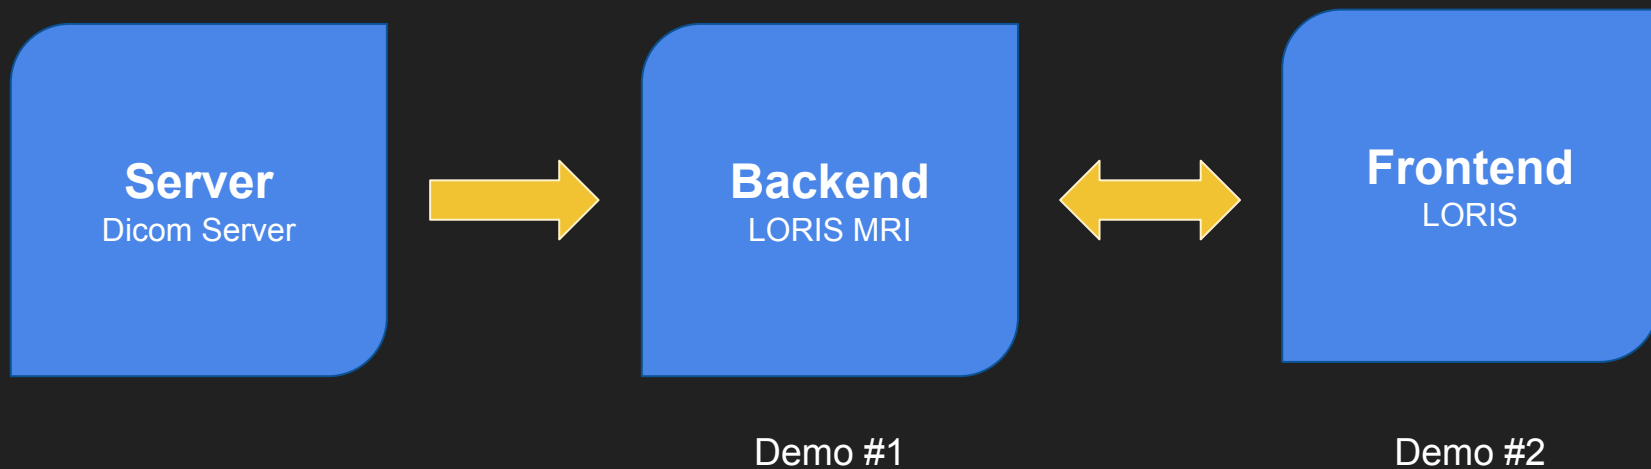 Server
Dicom Server
Backend
LORIS MRI
Frontend
LORIS
Demo #1
Demo #2